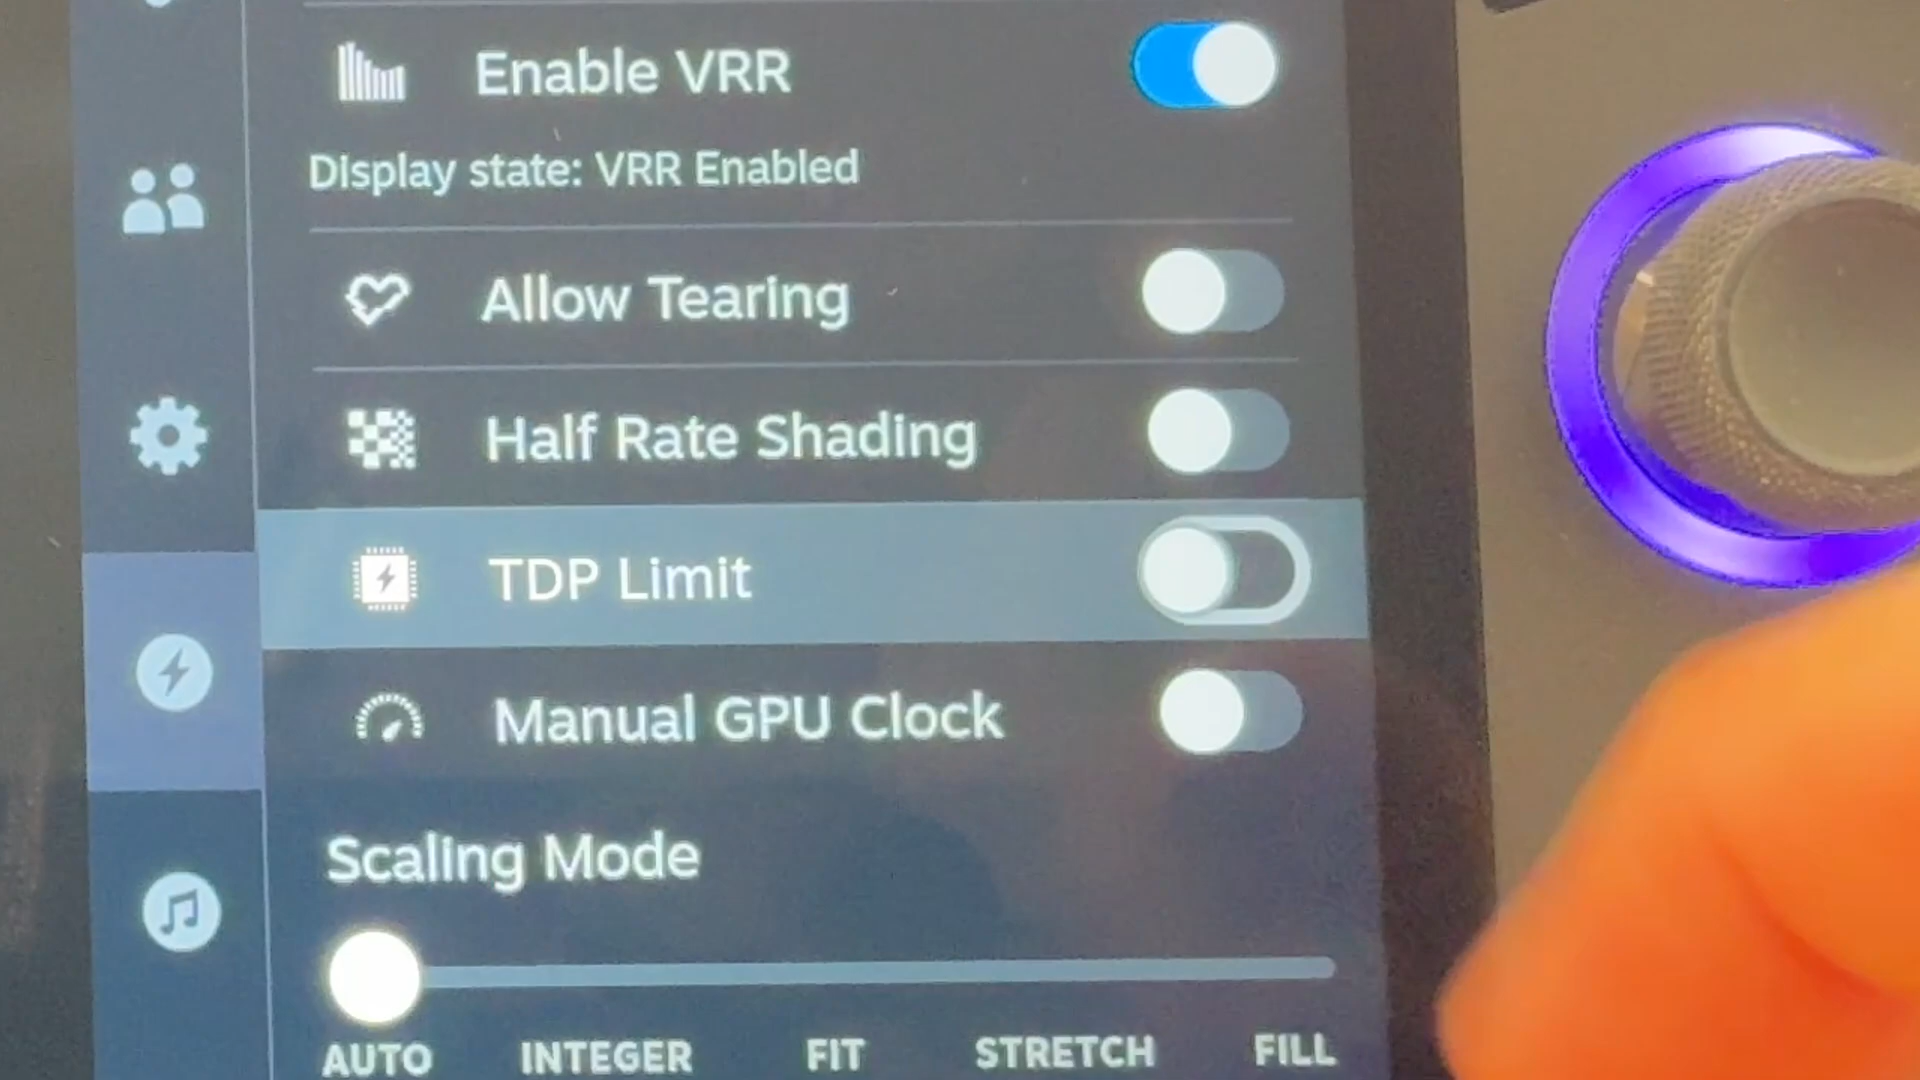 Enable VRR
Display state: VRR Enabled
Allow Tearing
Half Rate Shading
TDP Limit
Manual GPU Clock
Scaling Mode
AUTO INTEGER FIT STRETCH FILL